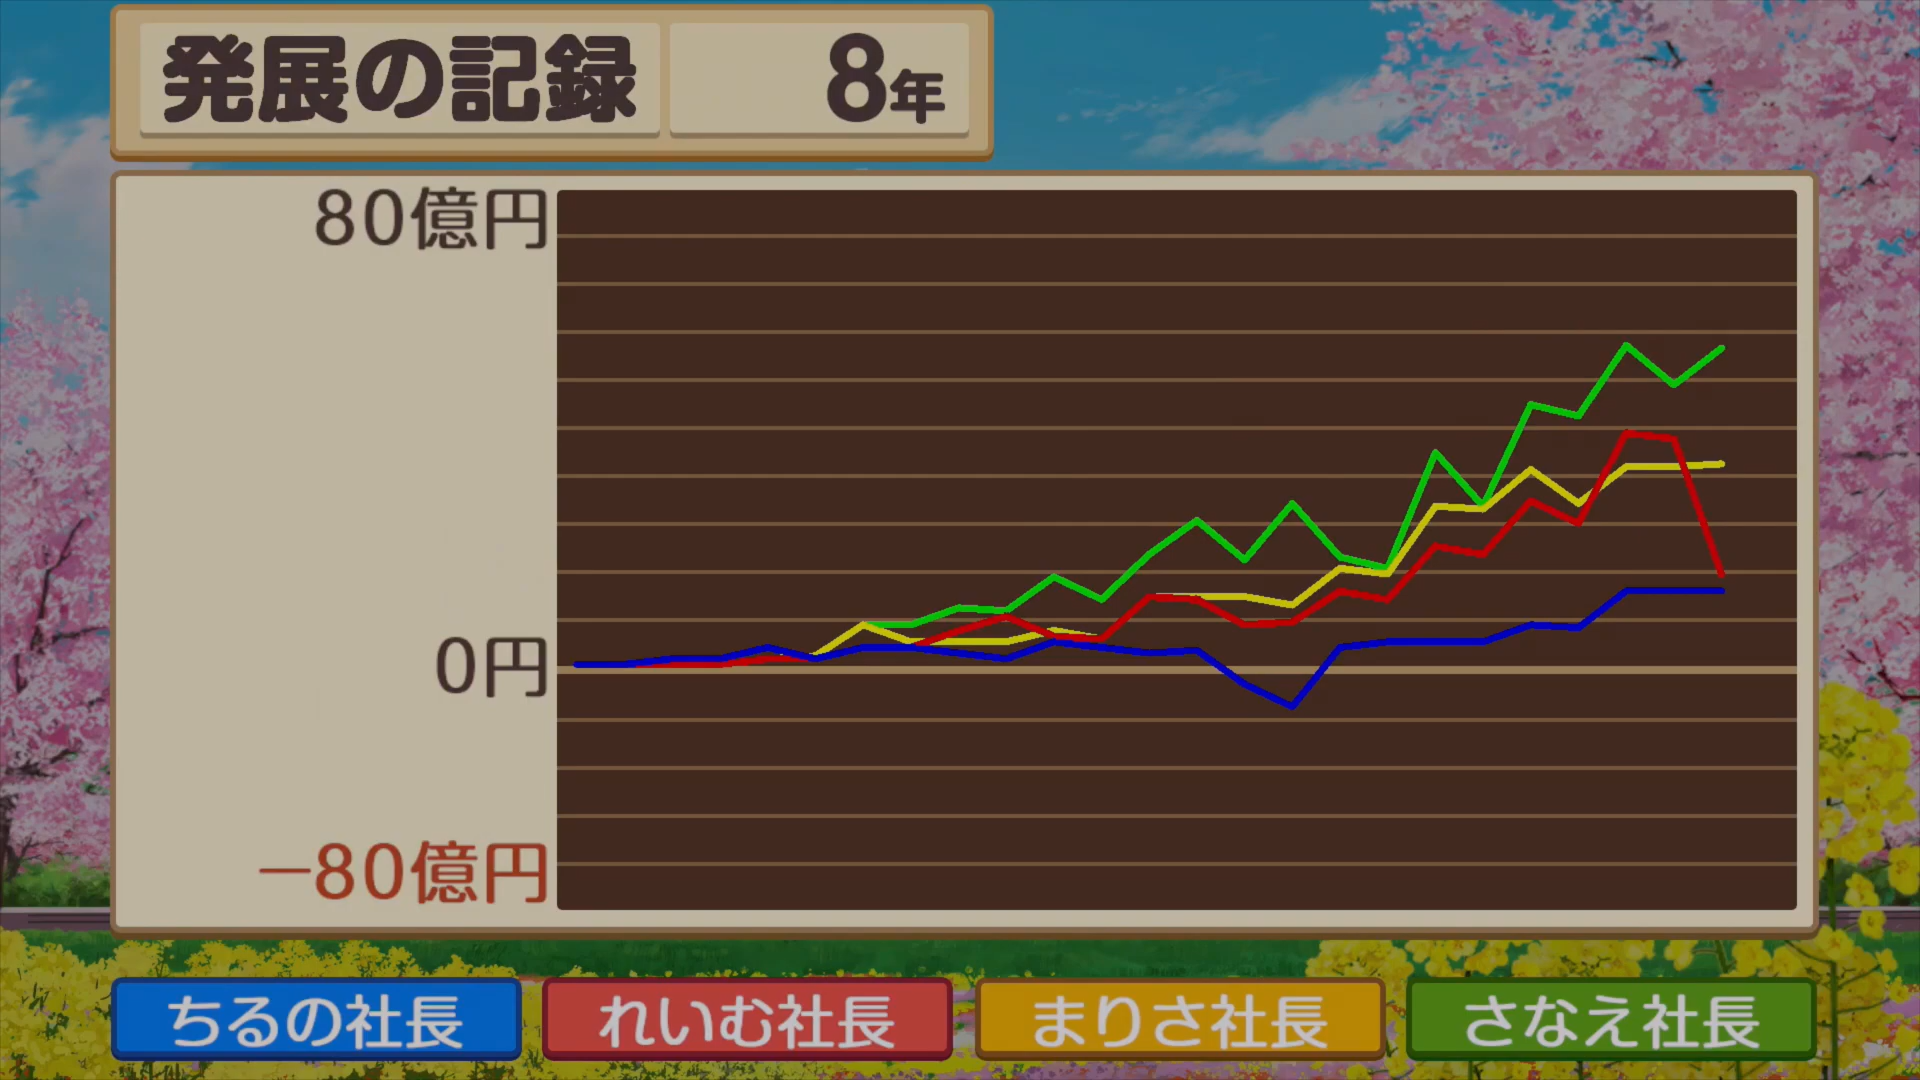 発展の記録
8年
80億円
0円
−80億円
ちるの社長
れいむ社長
まりさ社長
さなえ社長